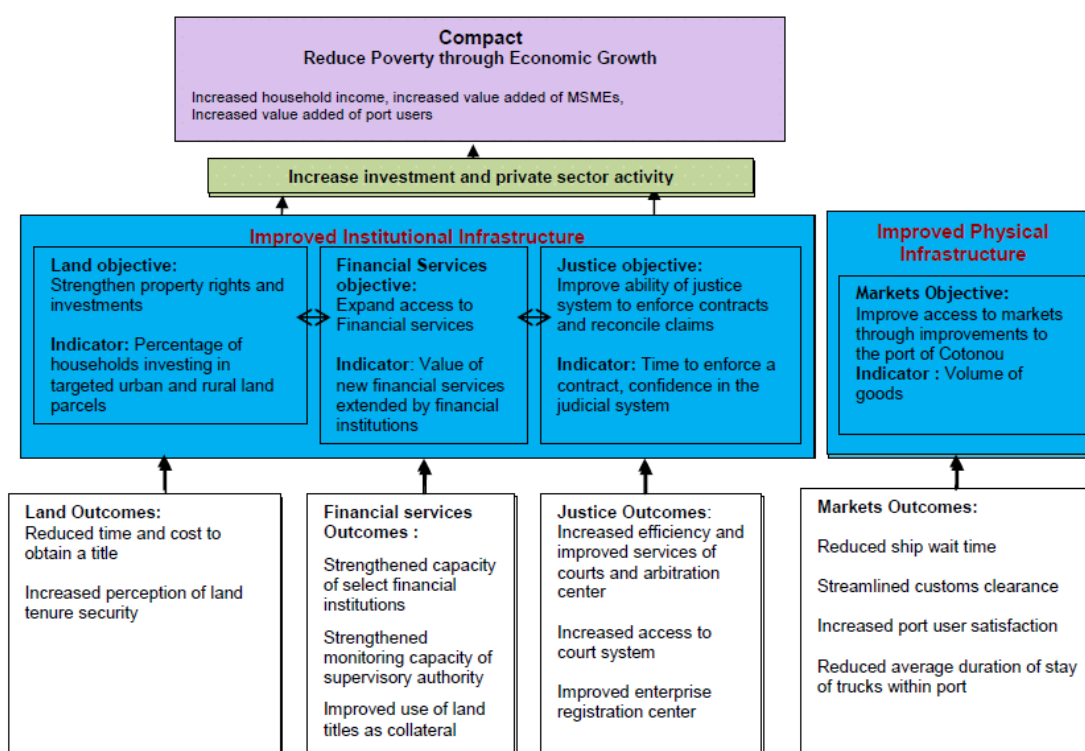 Compact
Reduce Poverty through Economic Growth
Increased household income, increased value added of MSMEs,
Increased value added of port users
Increase investment and private sector activity
Improved Institutional Infrastructure
Land objective:
Strengthen property rights and
investments
Indicator: Percentage of
households investing in
targeted urban and rural land
parcels
Financial Services
objective:
Expand access to
Financial services
Indicator: Value of
new financial services
extended by financial
institutions
Justice objective:
Improve ability of justice
system to enforce contracts
and reconcile claims
Indicator: Time to enforce a
contract, confidence in the
judicial system
Improved Physical
Infrastructure
Markets Objective:
Improve access to markets
through improvements to
the port of Cotonou
Indicator : Volume of
goods
Land Outcomes:
Reduced time and cost to
obtain a title
Increased perception of land
tenure security
Financial services
Outcomes :
Strengthened capacity
of select financial
institutions
Strengthened
monitoring capacity of
supervisory authority
Improved use of land
titles as collateral
Justice Outcomes:
Increased efficiency and
improved services of
courts and arbitration
center
Increased access to
court system
Improved enterprise
registration center
Markets Outcomes:
Reduced ship wait time
Streamlined customs clearance
Increased port user satisfaction
Reduced average duration of stay
of trucks within port